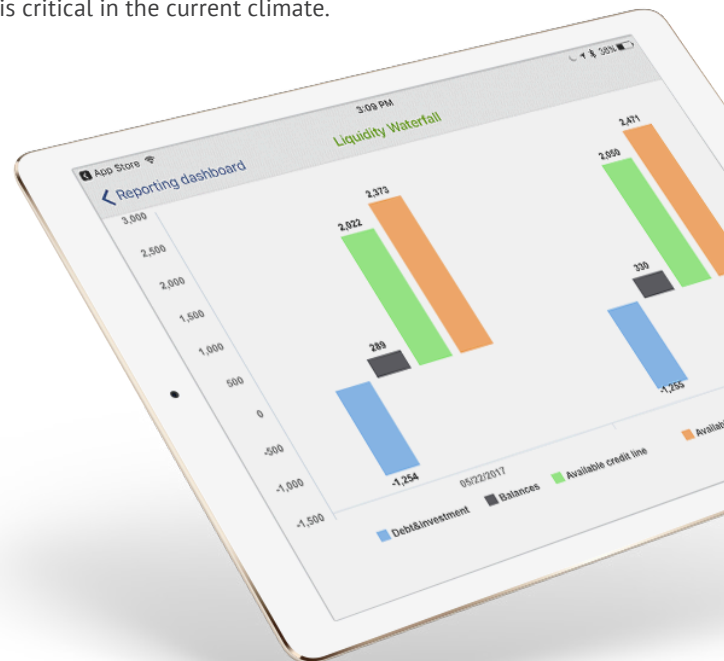 is critical in the current climate.
App Store
3:09 PM
38%
Reporting dashboard
Liquidity Waterfall
3,000
2,500
2,000
1,500
1,000
500
0
-500
-1,000
-1,500
-1,254
289
2,022
2,373
-1,255
330
2,050
2,471
05/22/2017
Debt&investment
Balances
Available credit line